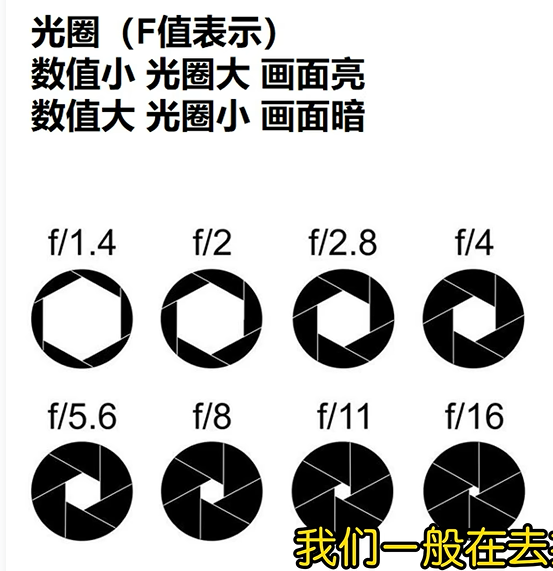 光圈（F值表示）
数值小 光圈大 画面亮
数值大 光圈小 画面暗
f/1.4 f/2 f/2.8 f/4
f/5.6 f/8 f/11 f/16
我们一般在去